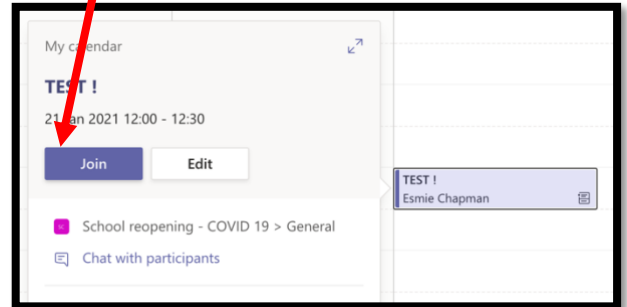 My calendar
TEST !
21 Jan 2021 12:00 - 12:30
Join Edit
School reopening - COVID 19 > General
Chat with participants
TEST !
Esmie Chapman